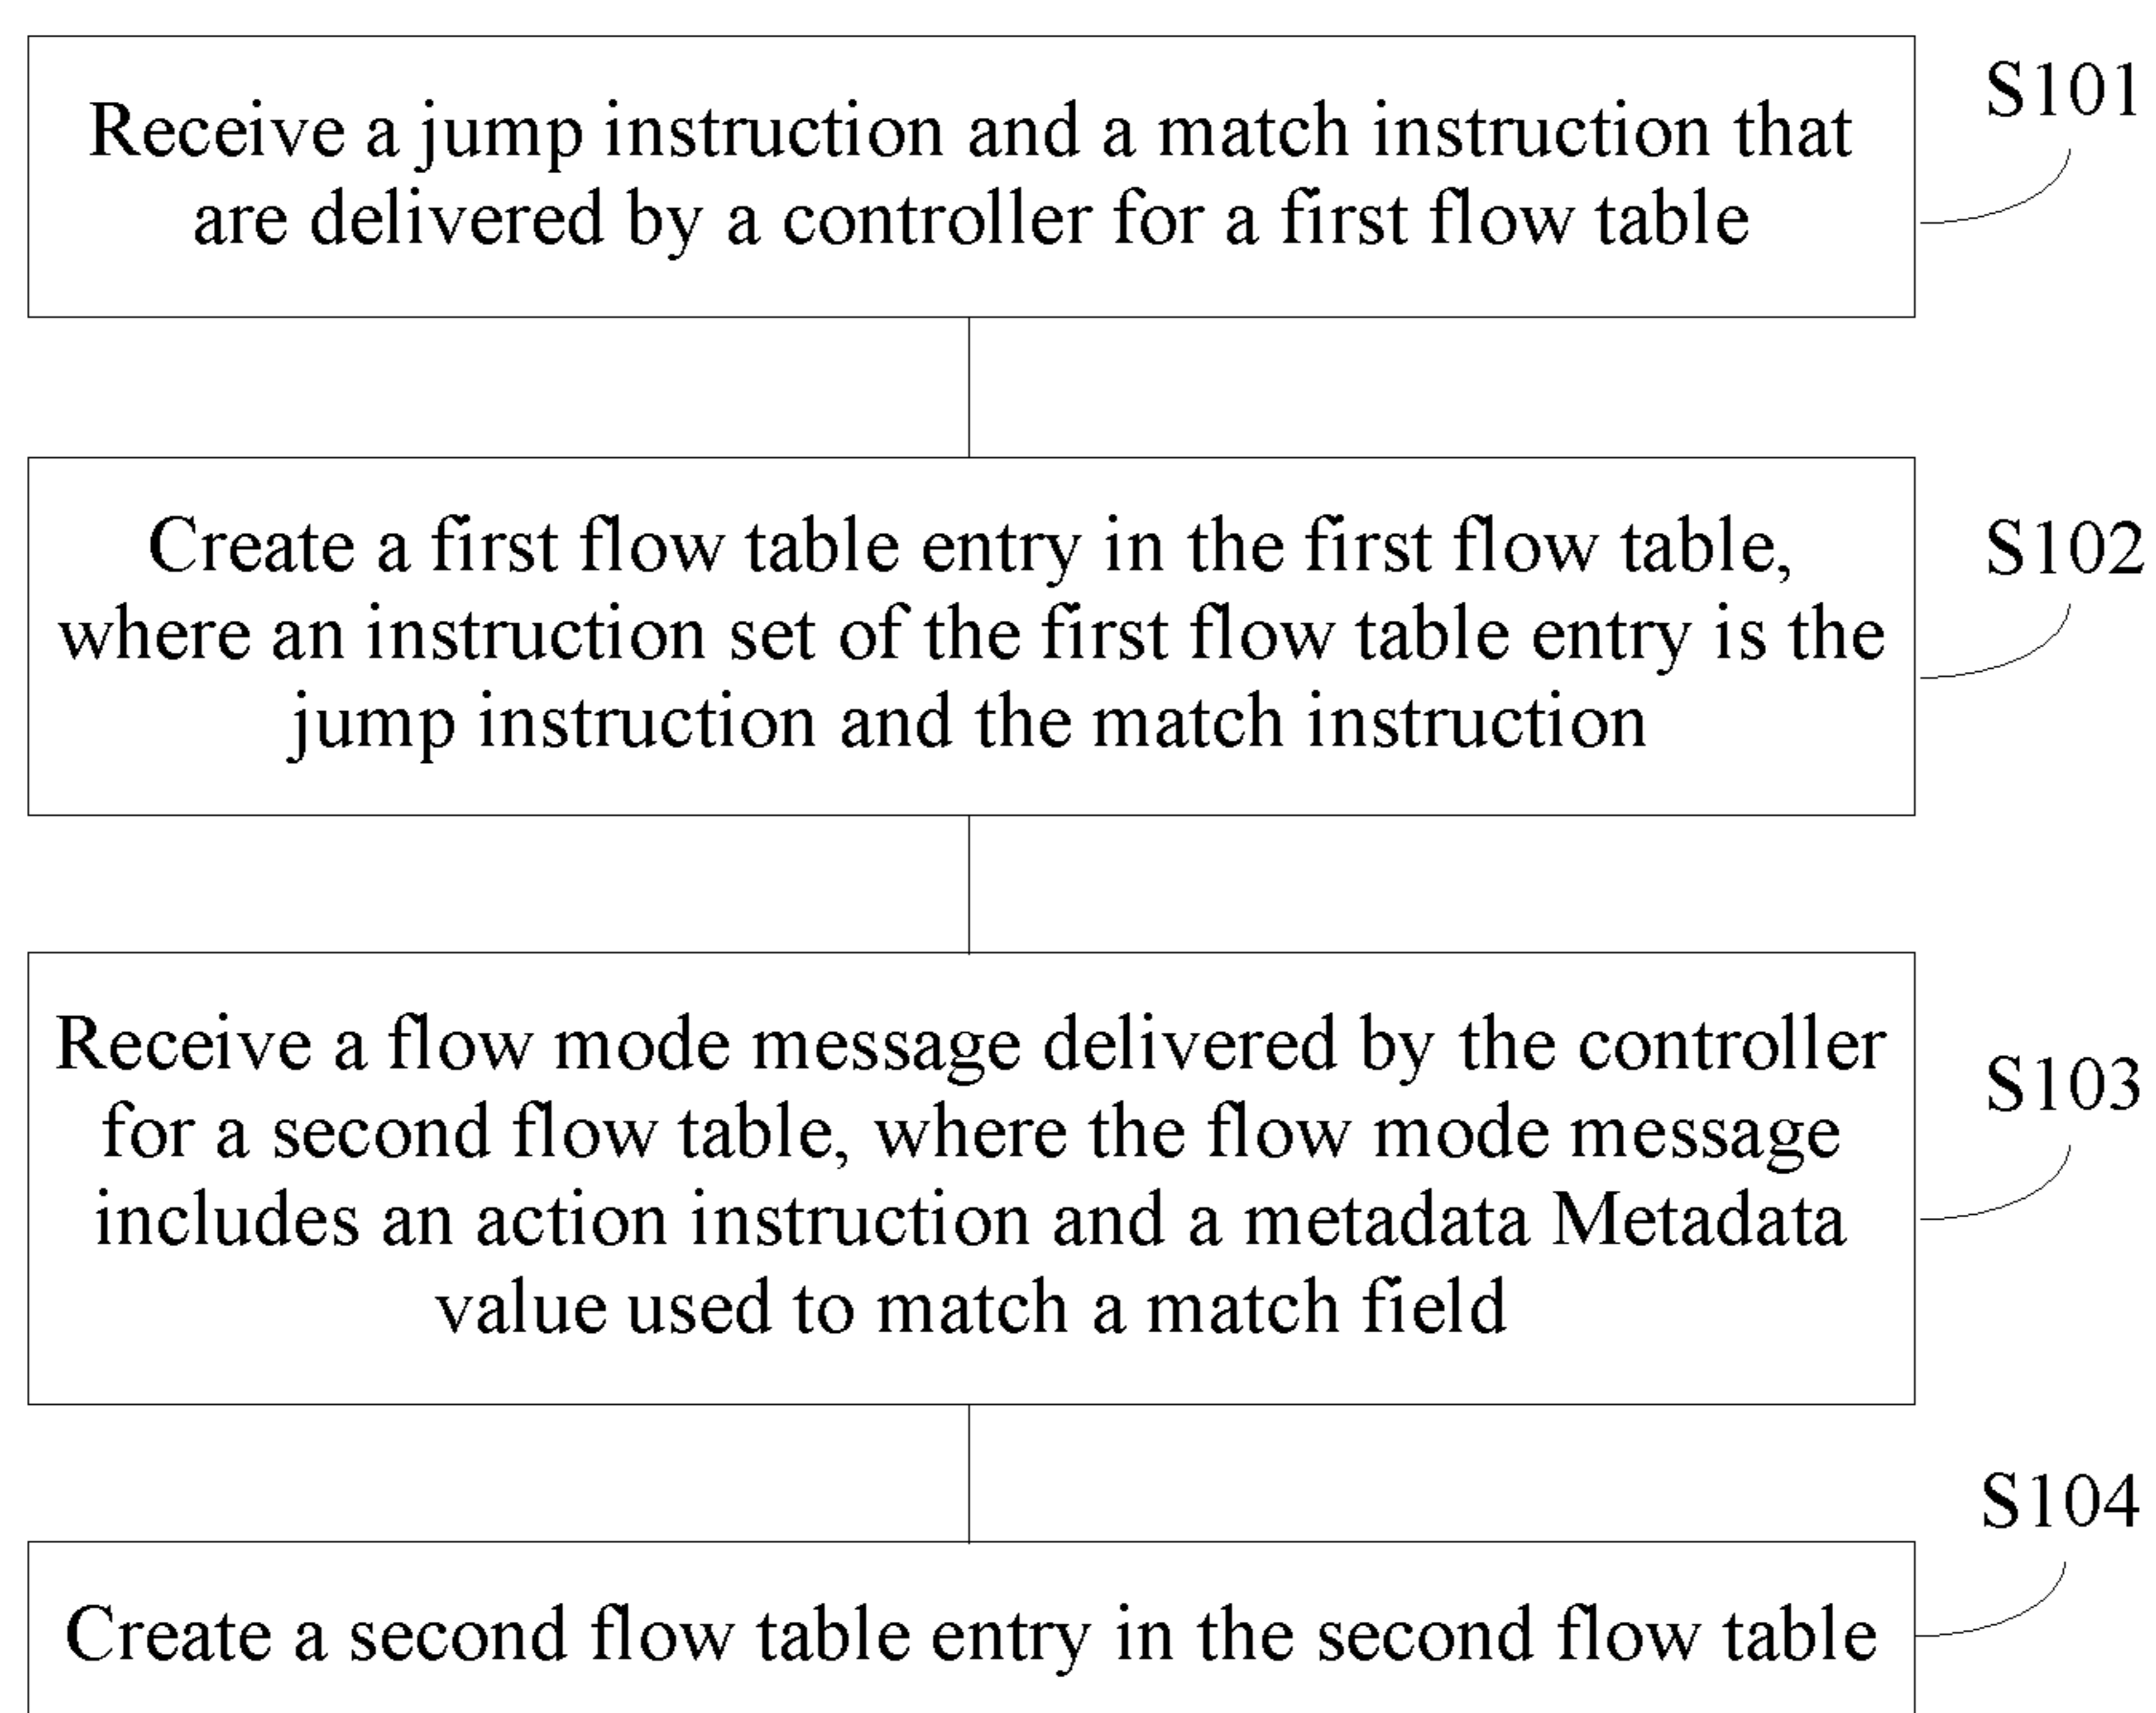 Receive a jump instruction and a match instruction that
are delivered by a controller for a first flow table
S101
Create a first flow table entry in the first flow table,
where an instruction set of the first flow table entry is the
jump instruction and the match instruction
S102
Receive a flow mode message delivered by the controller
for a second flow table, where the flow mode message
includes an action instruction and a metadata Metadata
value used to match a match field
S103
Create a second flow table entry in the second flow table
S104